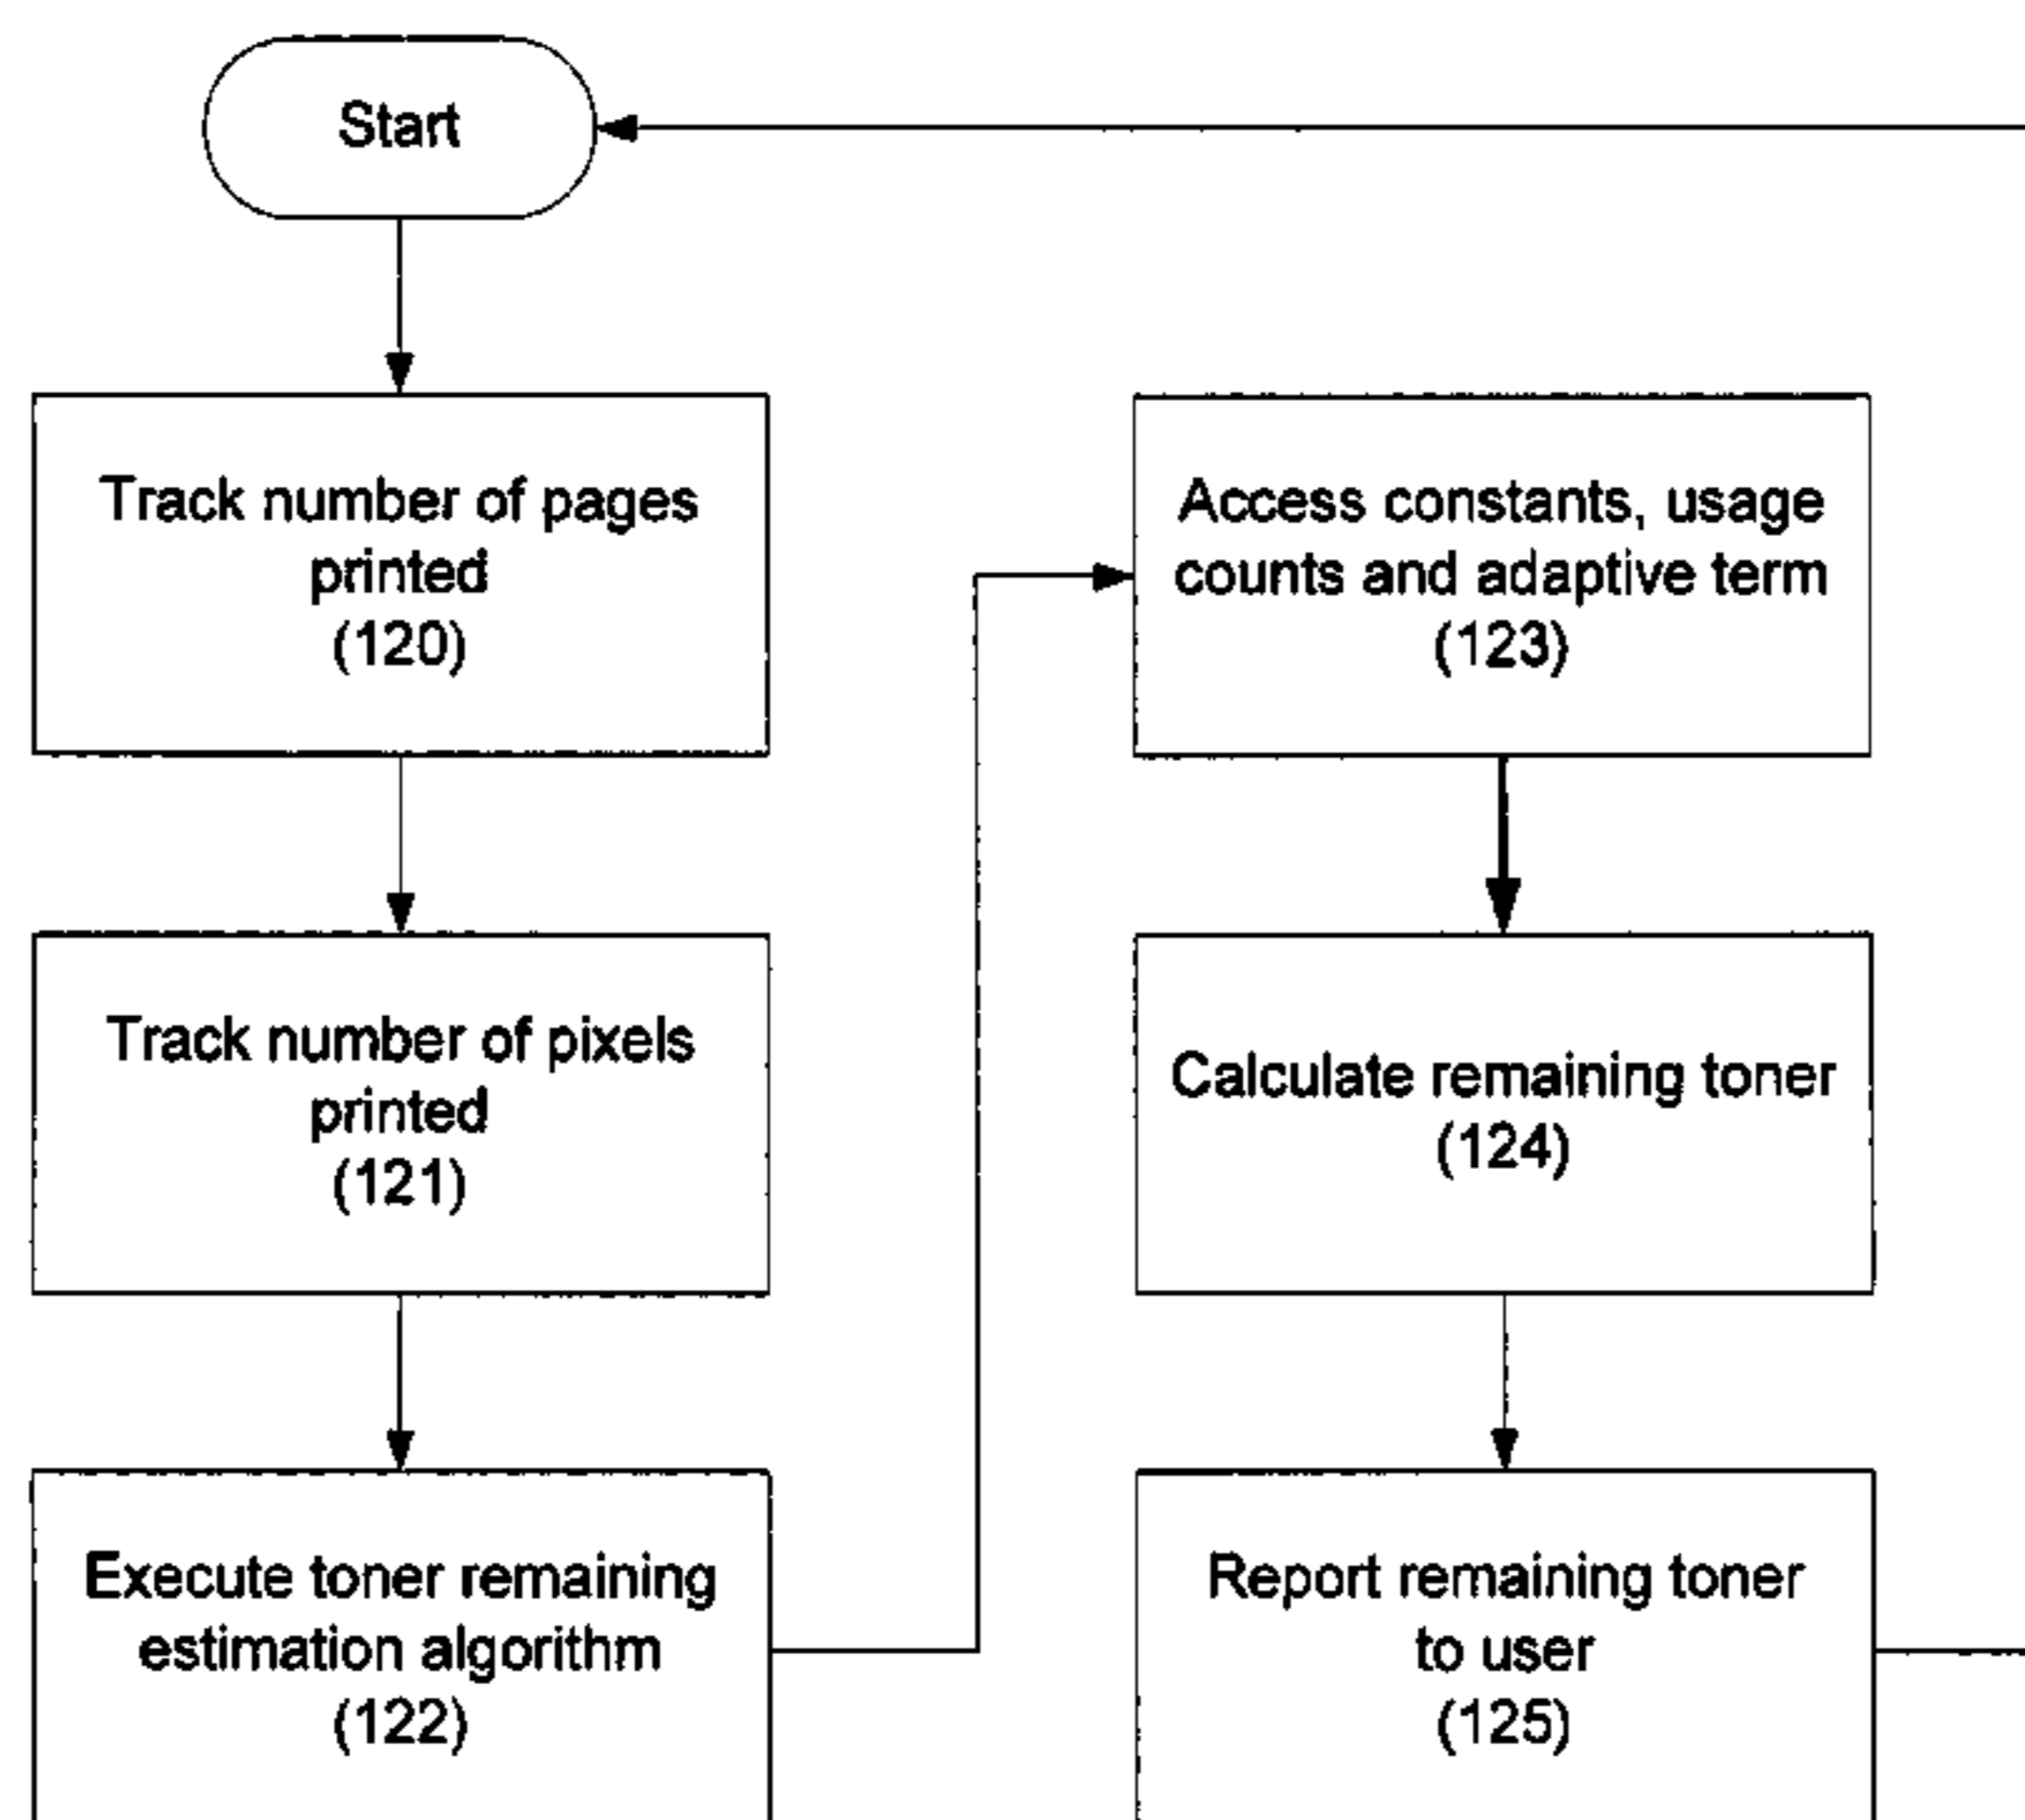 Start
Track number of pages
printed
(120)
Track number of pixels
printed
(121)
Execute toner remaining
estimation algorithm
(122)
Access constants, usage
counts and adaptive term
(123)
Calculate remaining toner
(124)
Report remaining toner
to user
(125)